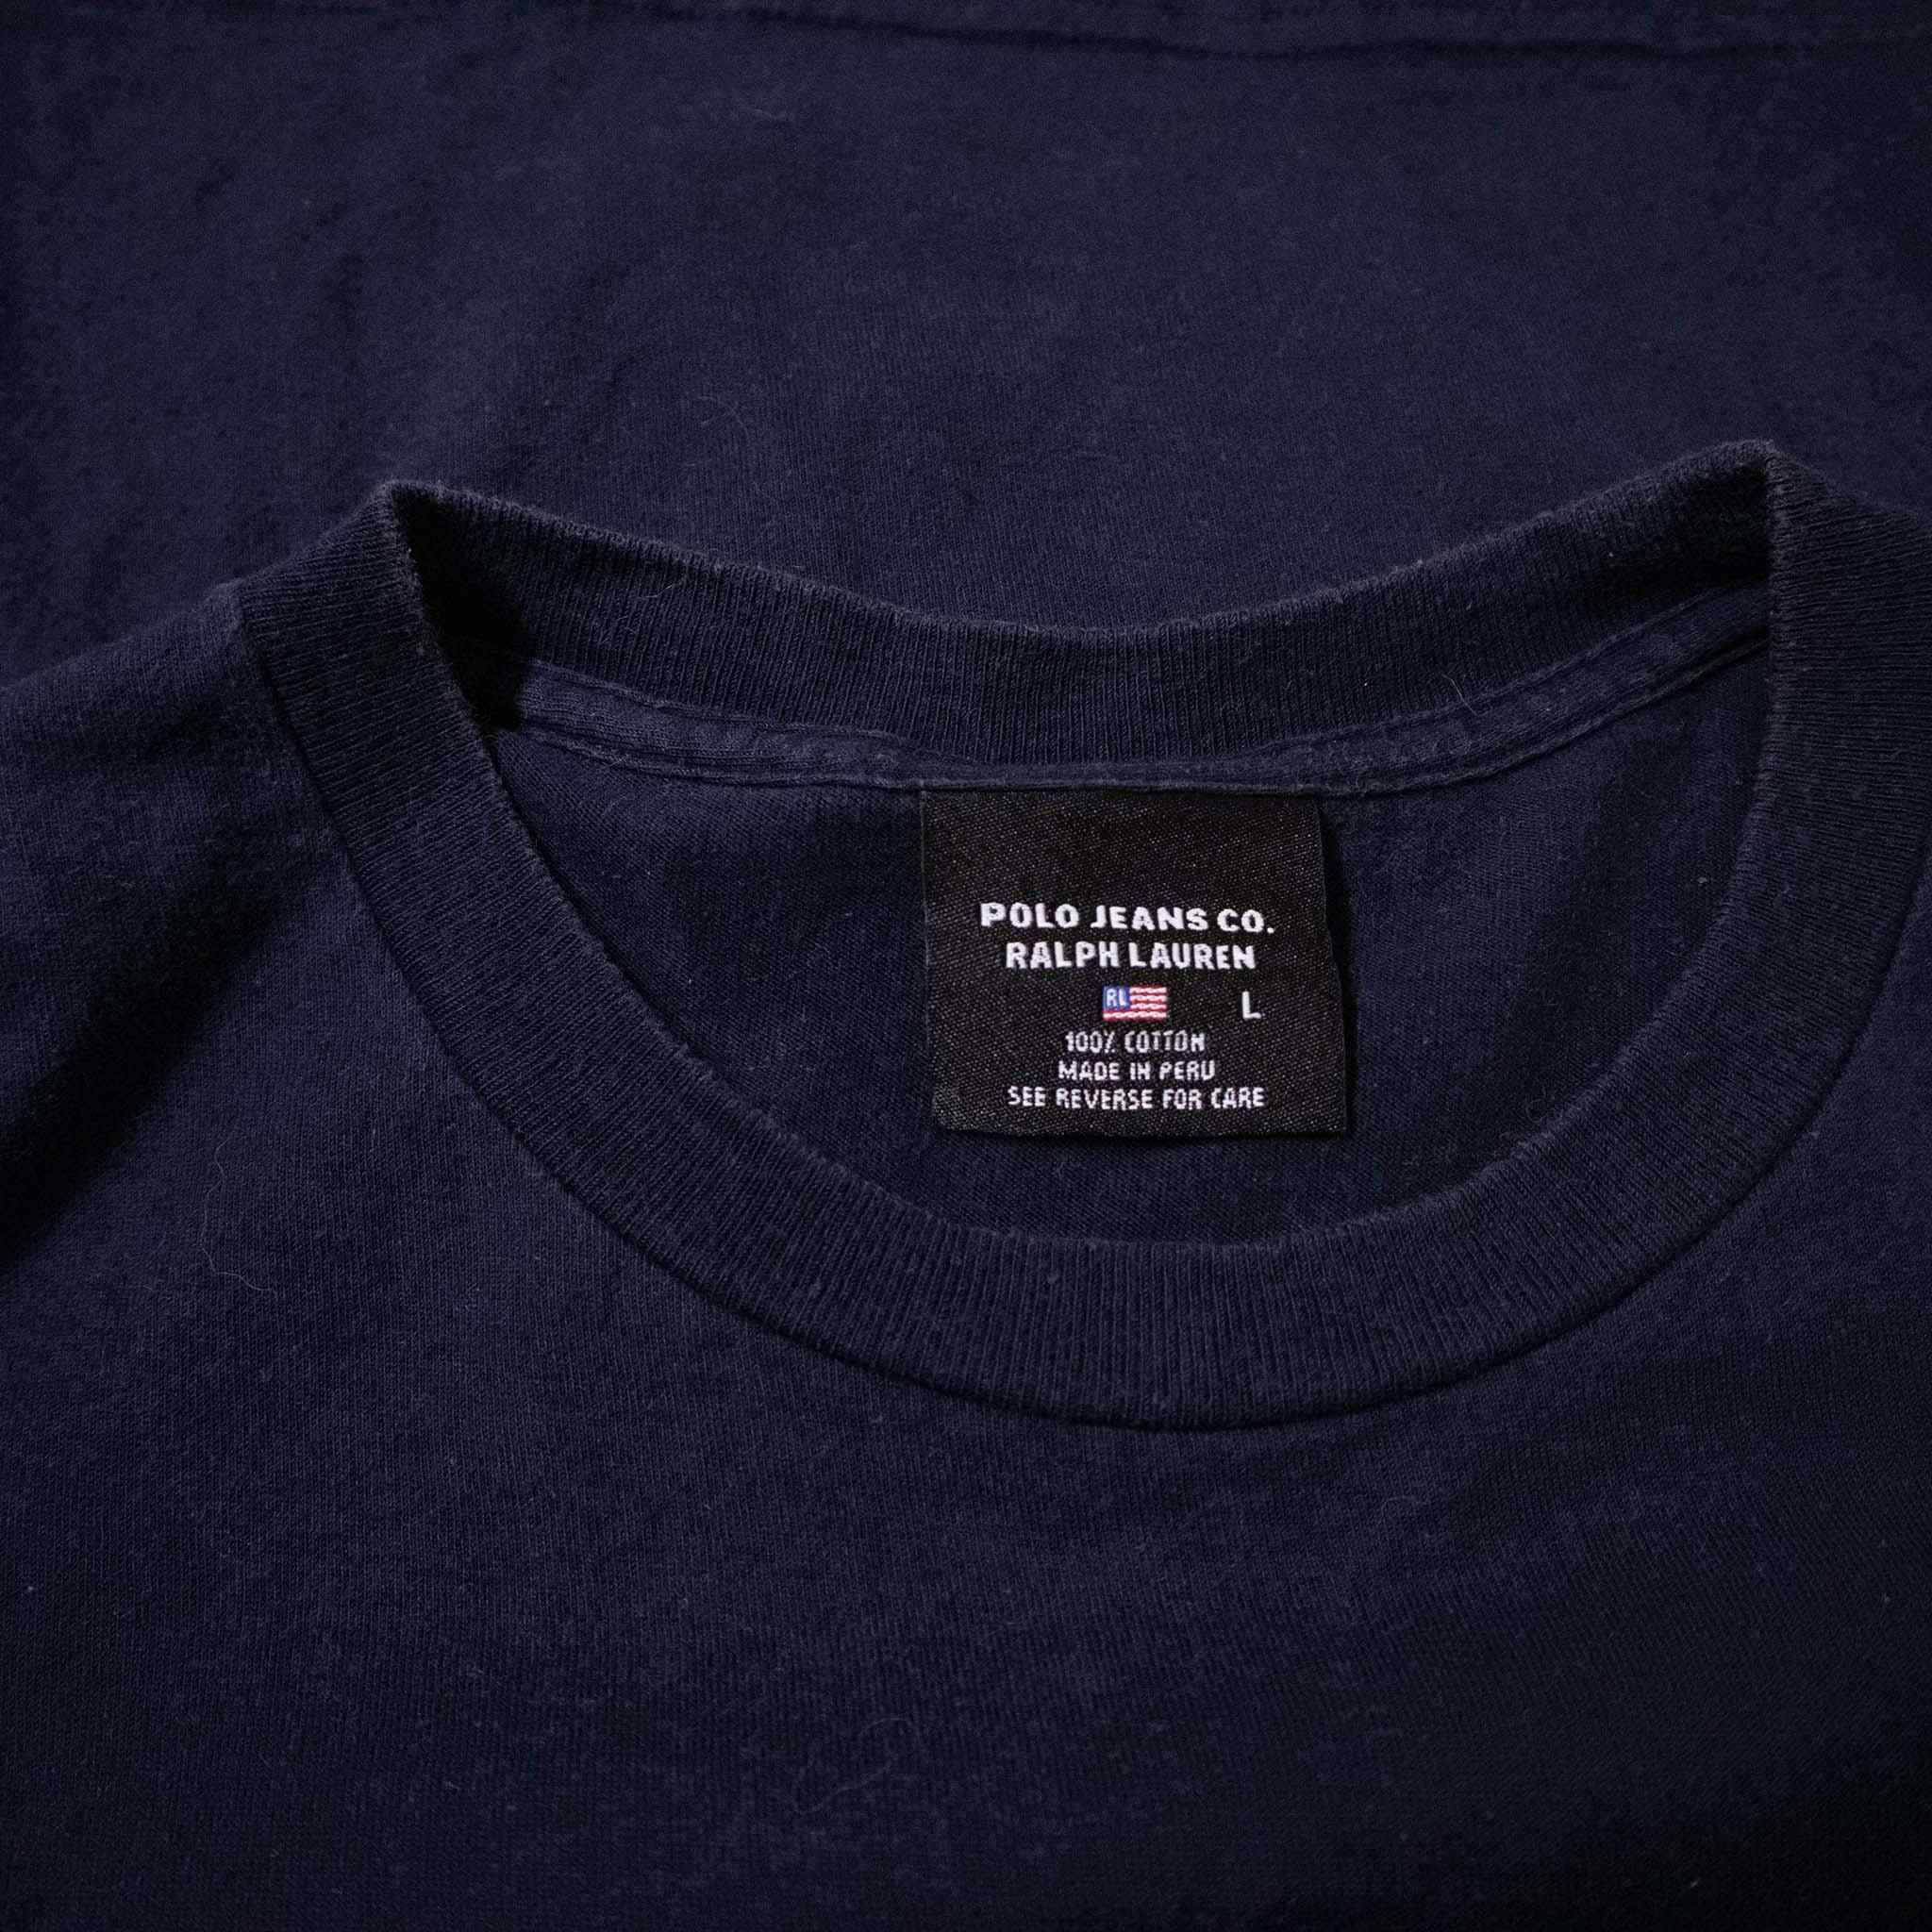 POLO JEANS CO.
RALPH LAUREN
RL L
100% COTTON
MADE IN PERU
SEE REVERSE FOR CARE